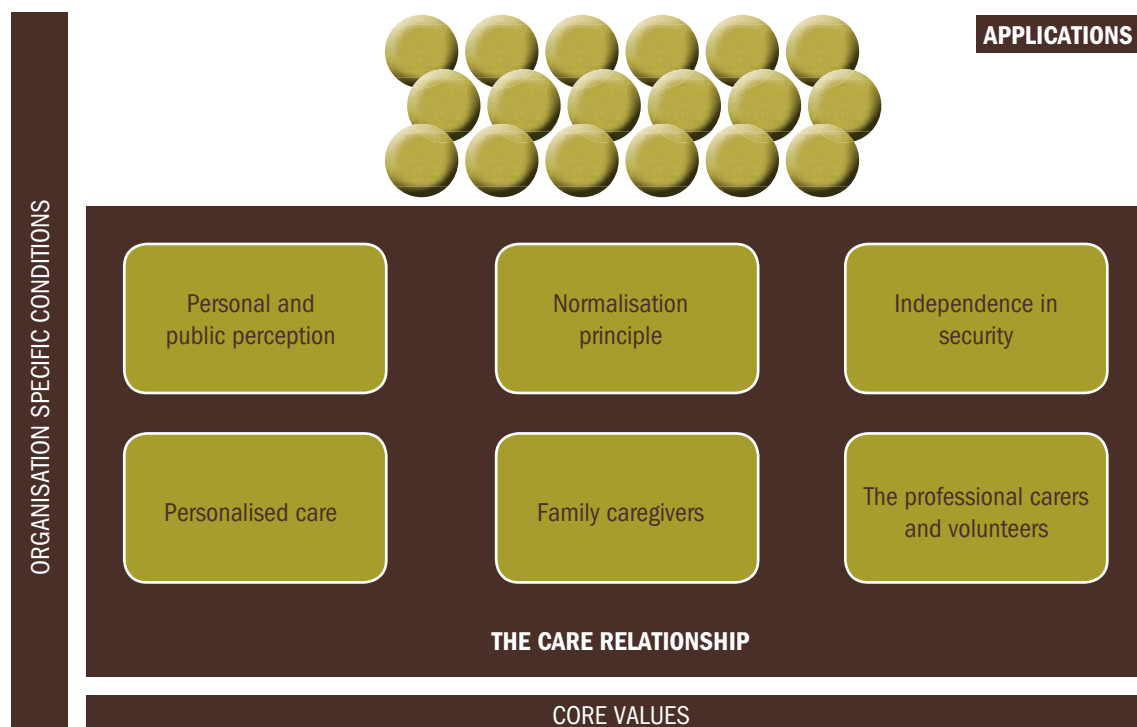 APPLICATIONS
ORGANISATION SPECIFIC CONDITIONS
Personal and
public perception
Normalisation
principle
Independence in
security
Personalised care
Family caregivers
The professional carers
and volunteers
THE CARE RELATIONSHIP
CORE VALUES